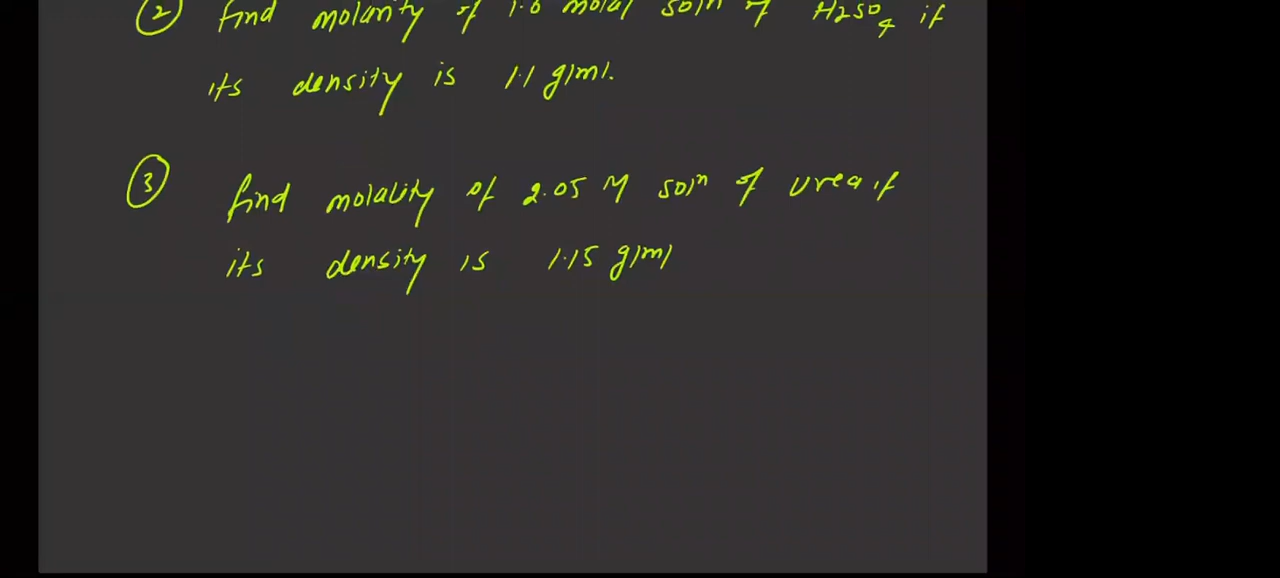 ② find molarity of 1.6 molal soln of H2SO4 if
its density is 1.1 g/ml.
③ find molality of 2.05 M soln of urea if
its density is 1.15 g/ml